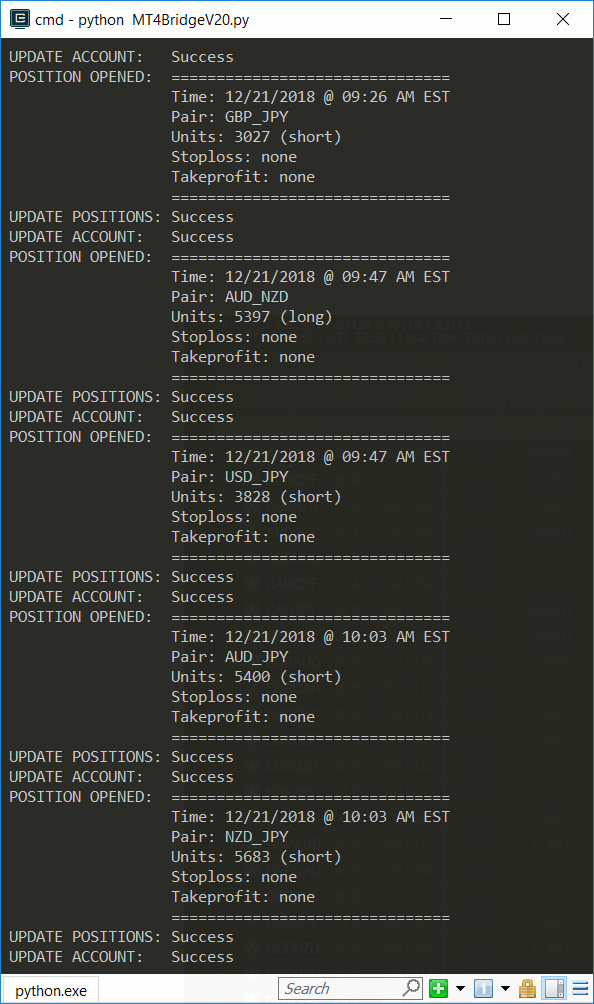 cmd - python MT4BridgeV20.py
UPDATE ACCOUNT: Success
POSITION OPENED: ===============================
Time: 12/21/2018 @ 09:26 AM EST
Pair: GBP_JPY
Units: 3027 (short)
Stoploss: none
Takeprofit: none
===============================
UPDATE POSITIONS: Success
UPDATE ACCOUNT: Success
POSITION OPENED: ===============================
Time: 12/21/2018 @ 09:47 AM EST
Pair: AUD_NZD
Units: 5397 (long)
Stoploss: none
Takeprofit: none
===============================
UPDATE POSITIONS: Success
UPDATE ACCOUNT: Success
POSITION OPENED: ===============================
Time: 12/21/2018 @ 09:47 AM EST
Pair: USD_JPY
Units: 3828 (short)
Stoploss: none
Takeprofit: none
===============================
UPDATE POSITIONS: Success
UPDATE ACCOUNT: Success
POSITION OPENED: ===============================
Time: 12/21/2018 @ 10:03 AM EST
Pair: AUD_JPY
Units: 5400 (short)
Stoploss: none
Takeprofit: none
===============================
UPDATE POSITIONS: Success
UPDATE ACCOUNT: Success
POSITION OPENED: ===============================
Time: 12/21/2018 @ 10:03 AM EST
Pair: NZD_JPY
Units: 5683 (short)
Stoploss: none
Takeprofit: none
===============================
UPDATE POSITIONS: Success
UPDATE ACCOUNT: Success
python.exe
Search